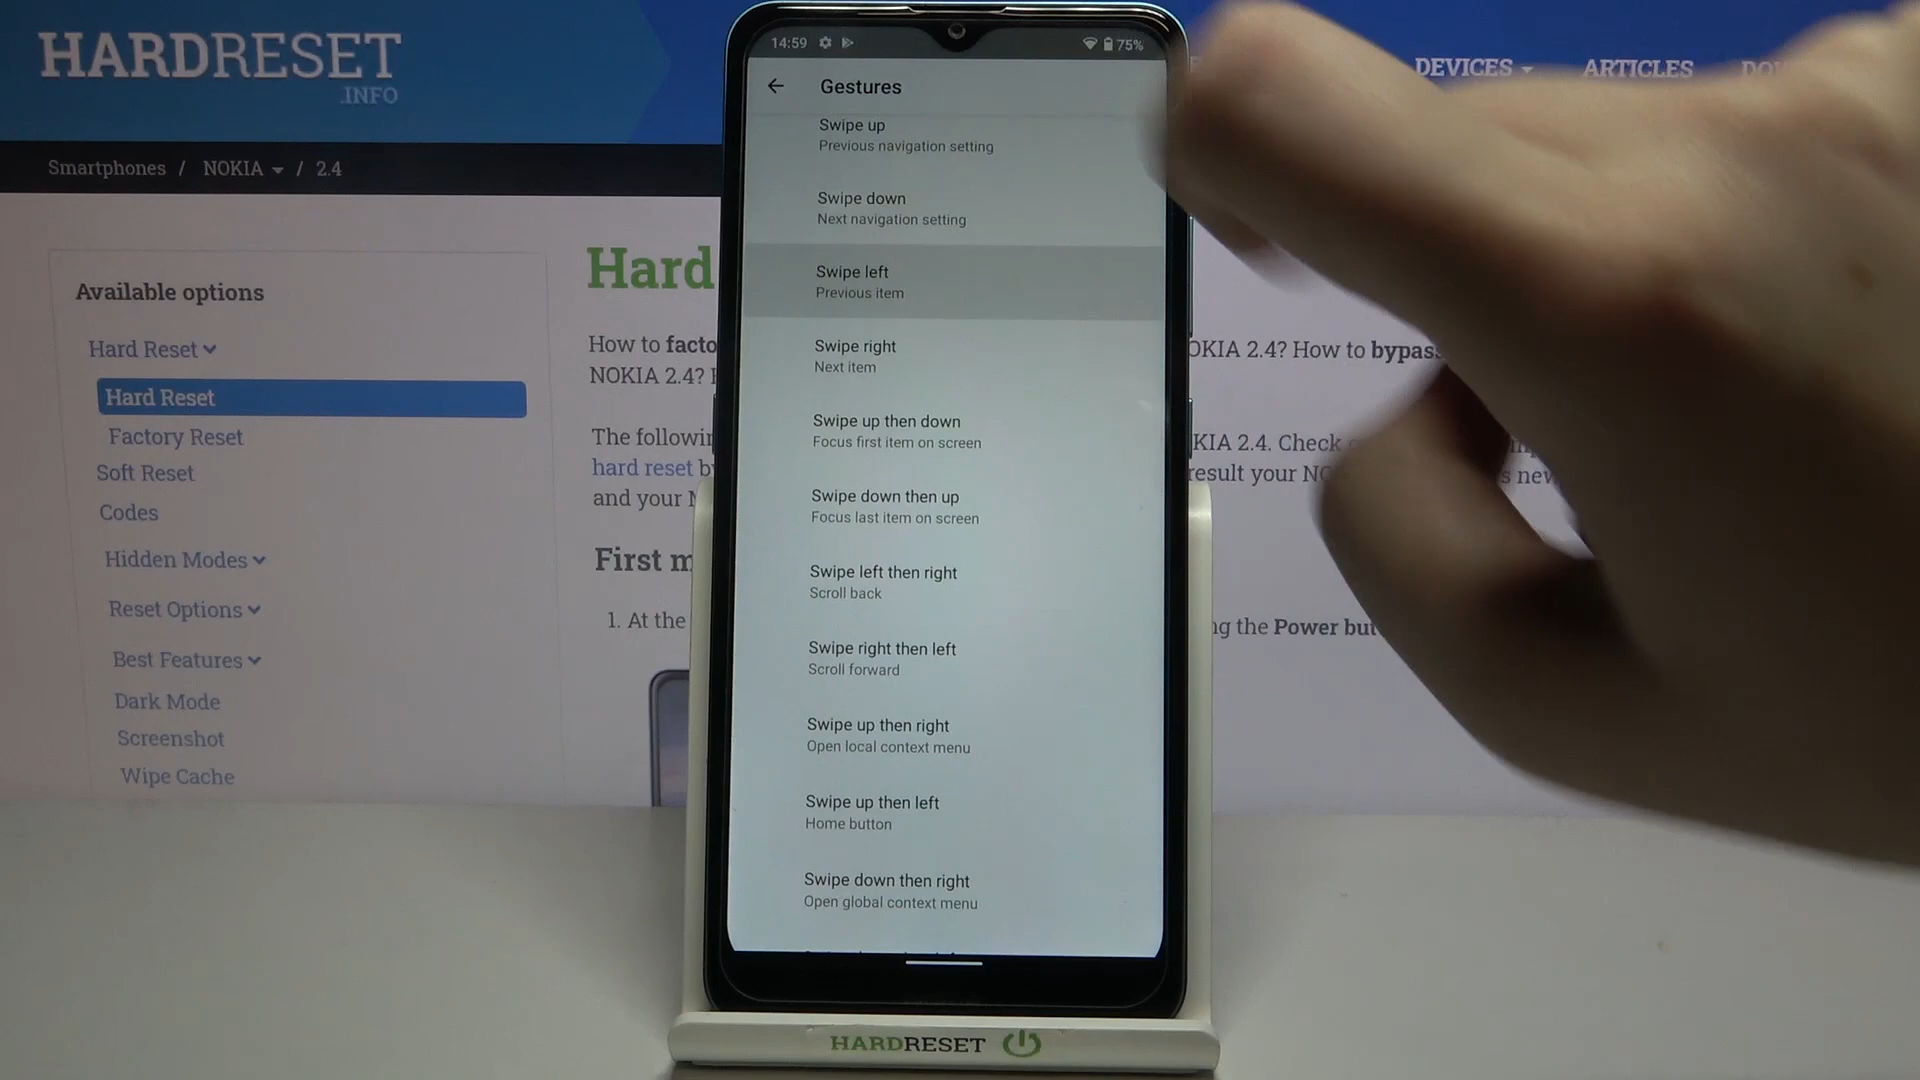 HARDRESET
.INFO
DEVICES
ARTICLES
Smartphones / NOKIA / 2.4
Available options
Hard Reset
Hard Reset
Factory Reset
Soft Reset
Codes
Hidden Modes
Reset Options
Best Features
Dark Mode
Screenshot
Wipe Cache
Hard
How to
NOKIA 2.4?
2.4? How to bypass
The
hard reset
KIA 2.4. Check
result your
and your
First
1. At the
the Power
14:59
75%
Gestures
Swipe up
Previous navigation setting
Swipe down
Next navigation setting
Swipe left
Previous item
Swipe right
Next item
Swipe up then down
Focus first item on screen
Swipe down then up
Focus last item on screen
Swipe left then right
Scroll back
Swipe right then left
Scroll forward
Swipe up then right
Open local context menu
Swipe up then left
Home button
Swipe down then right
Open global context menu
HARDRESET